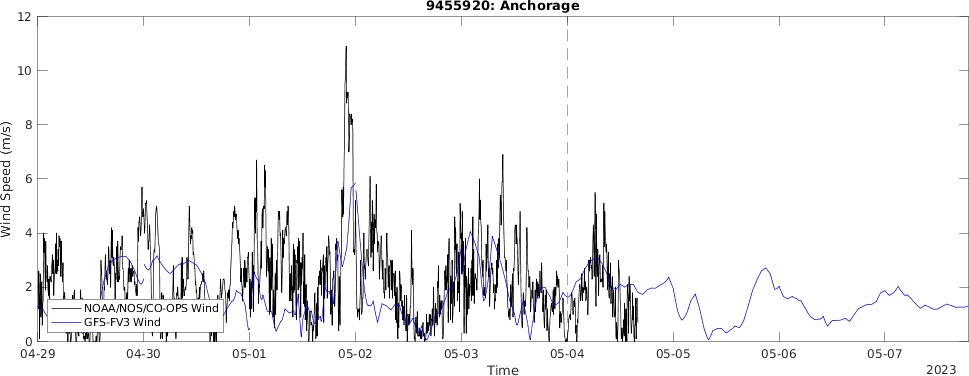 9455920: Anchorage
12
10
8
6
4
2
0
Wind Speed (m/s)
NOAA/NOS/CO-OPS Wind
GFS-FV3 Wind
04-29 04-30 05-01 05-02 05-03 05-04 05-05 05-06 05-07
Time
2023